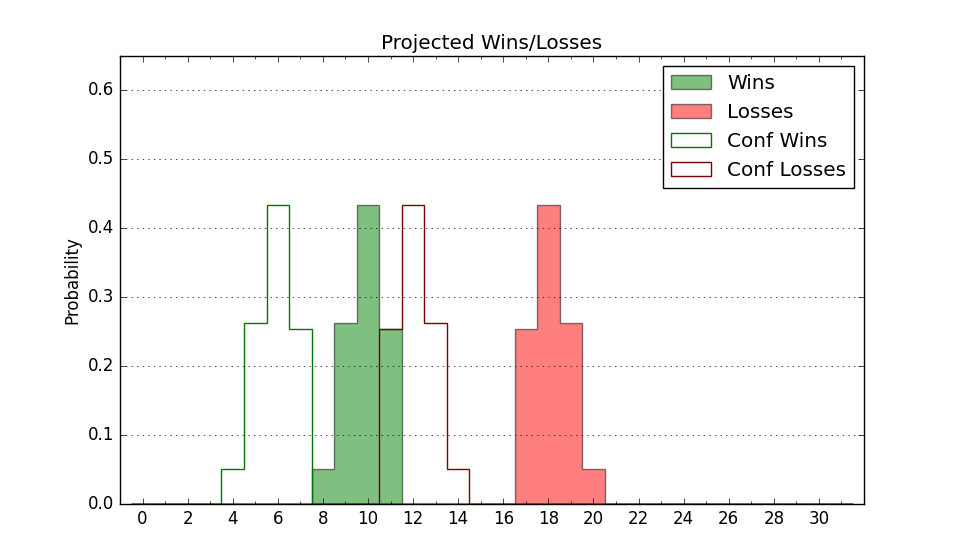 Projected Wins/Losses
Wins
Losses
Conf Wins
Conf Losses
Probability
0.6
0.5
0.4
0.3
0.2
0.1
0.0
0 2 4 6 8 10 12 14 16 18 20 22 24 26 28 30